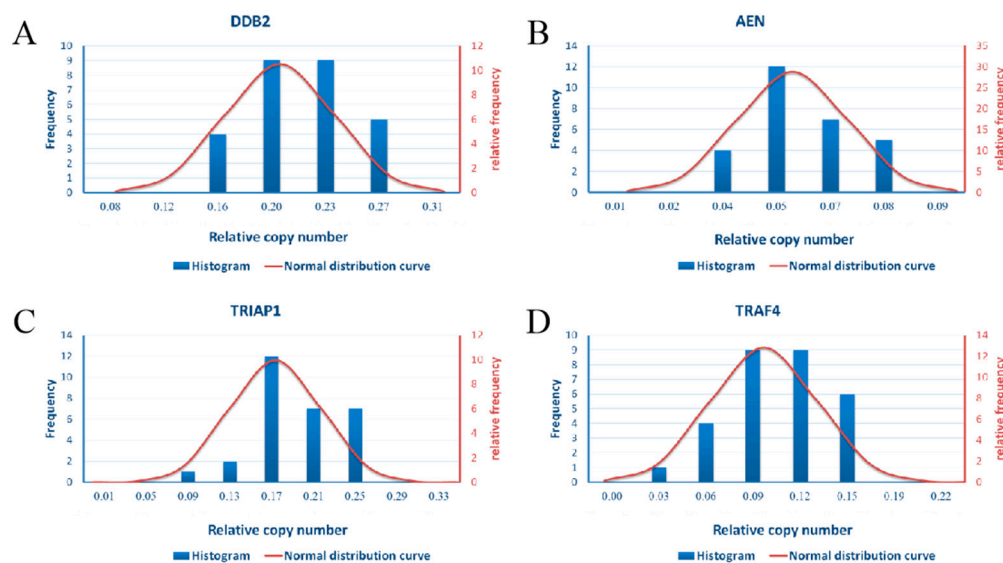 A
DDB2
Frequency
10
9
8
7
6
5
4
3
2
1
0
12
10
8
6
4
2
0
relative frequency
0.08 0.12 0.16 0.20 0.23 0.27 0.31
Relative copy number
Histogram Normal distribution curve
B
AEN
Frequency
14
12
10
8
6
4
2
0
35
30
25
20
15
10
5
0
relative frequency
0.01 0.02 0.04 0.05 0.07 0.08 0.09
Relative copy number
Histogram Normal distribution curve
C
TRIAP1
Frequency
14
12
10
8
6
4
2
0
12
10
8
6
4
2
0
relative frequency
0.01 0.05 0.09 0.13 0.17 0.21 0.25 0.29 0.33
Relative copy number
Histogram Normal distribution curve
D
TRAF4
Frequency
10
9
8
7
6
5
4
3
2
1
0
14
12
10
8
6
4
2
0
relative frequency
0.00 0.03 0.06 0.09 0.12 0.15 0.19 0.22
Relative copy number
Histogram Normal distribution curve